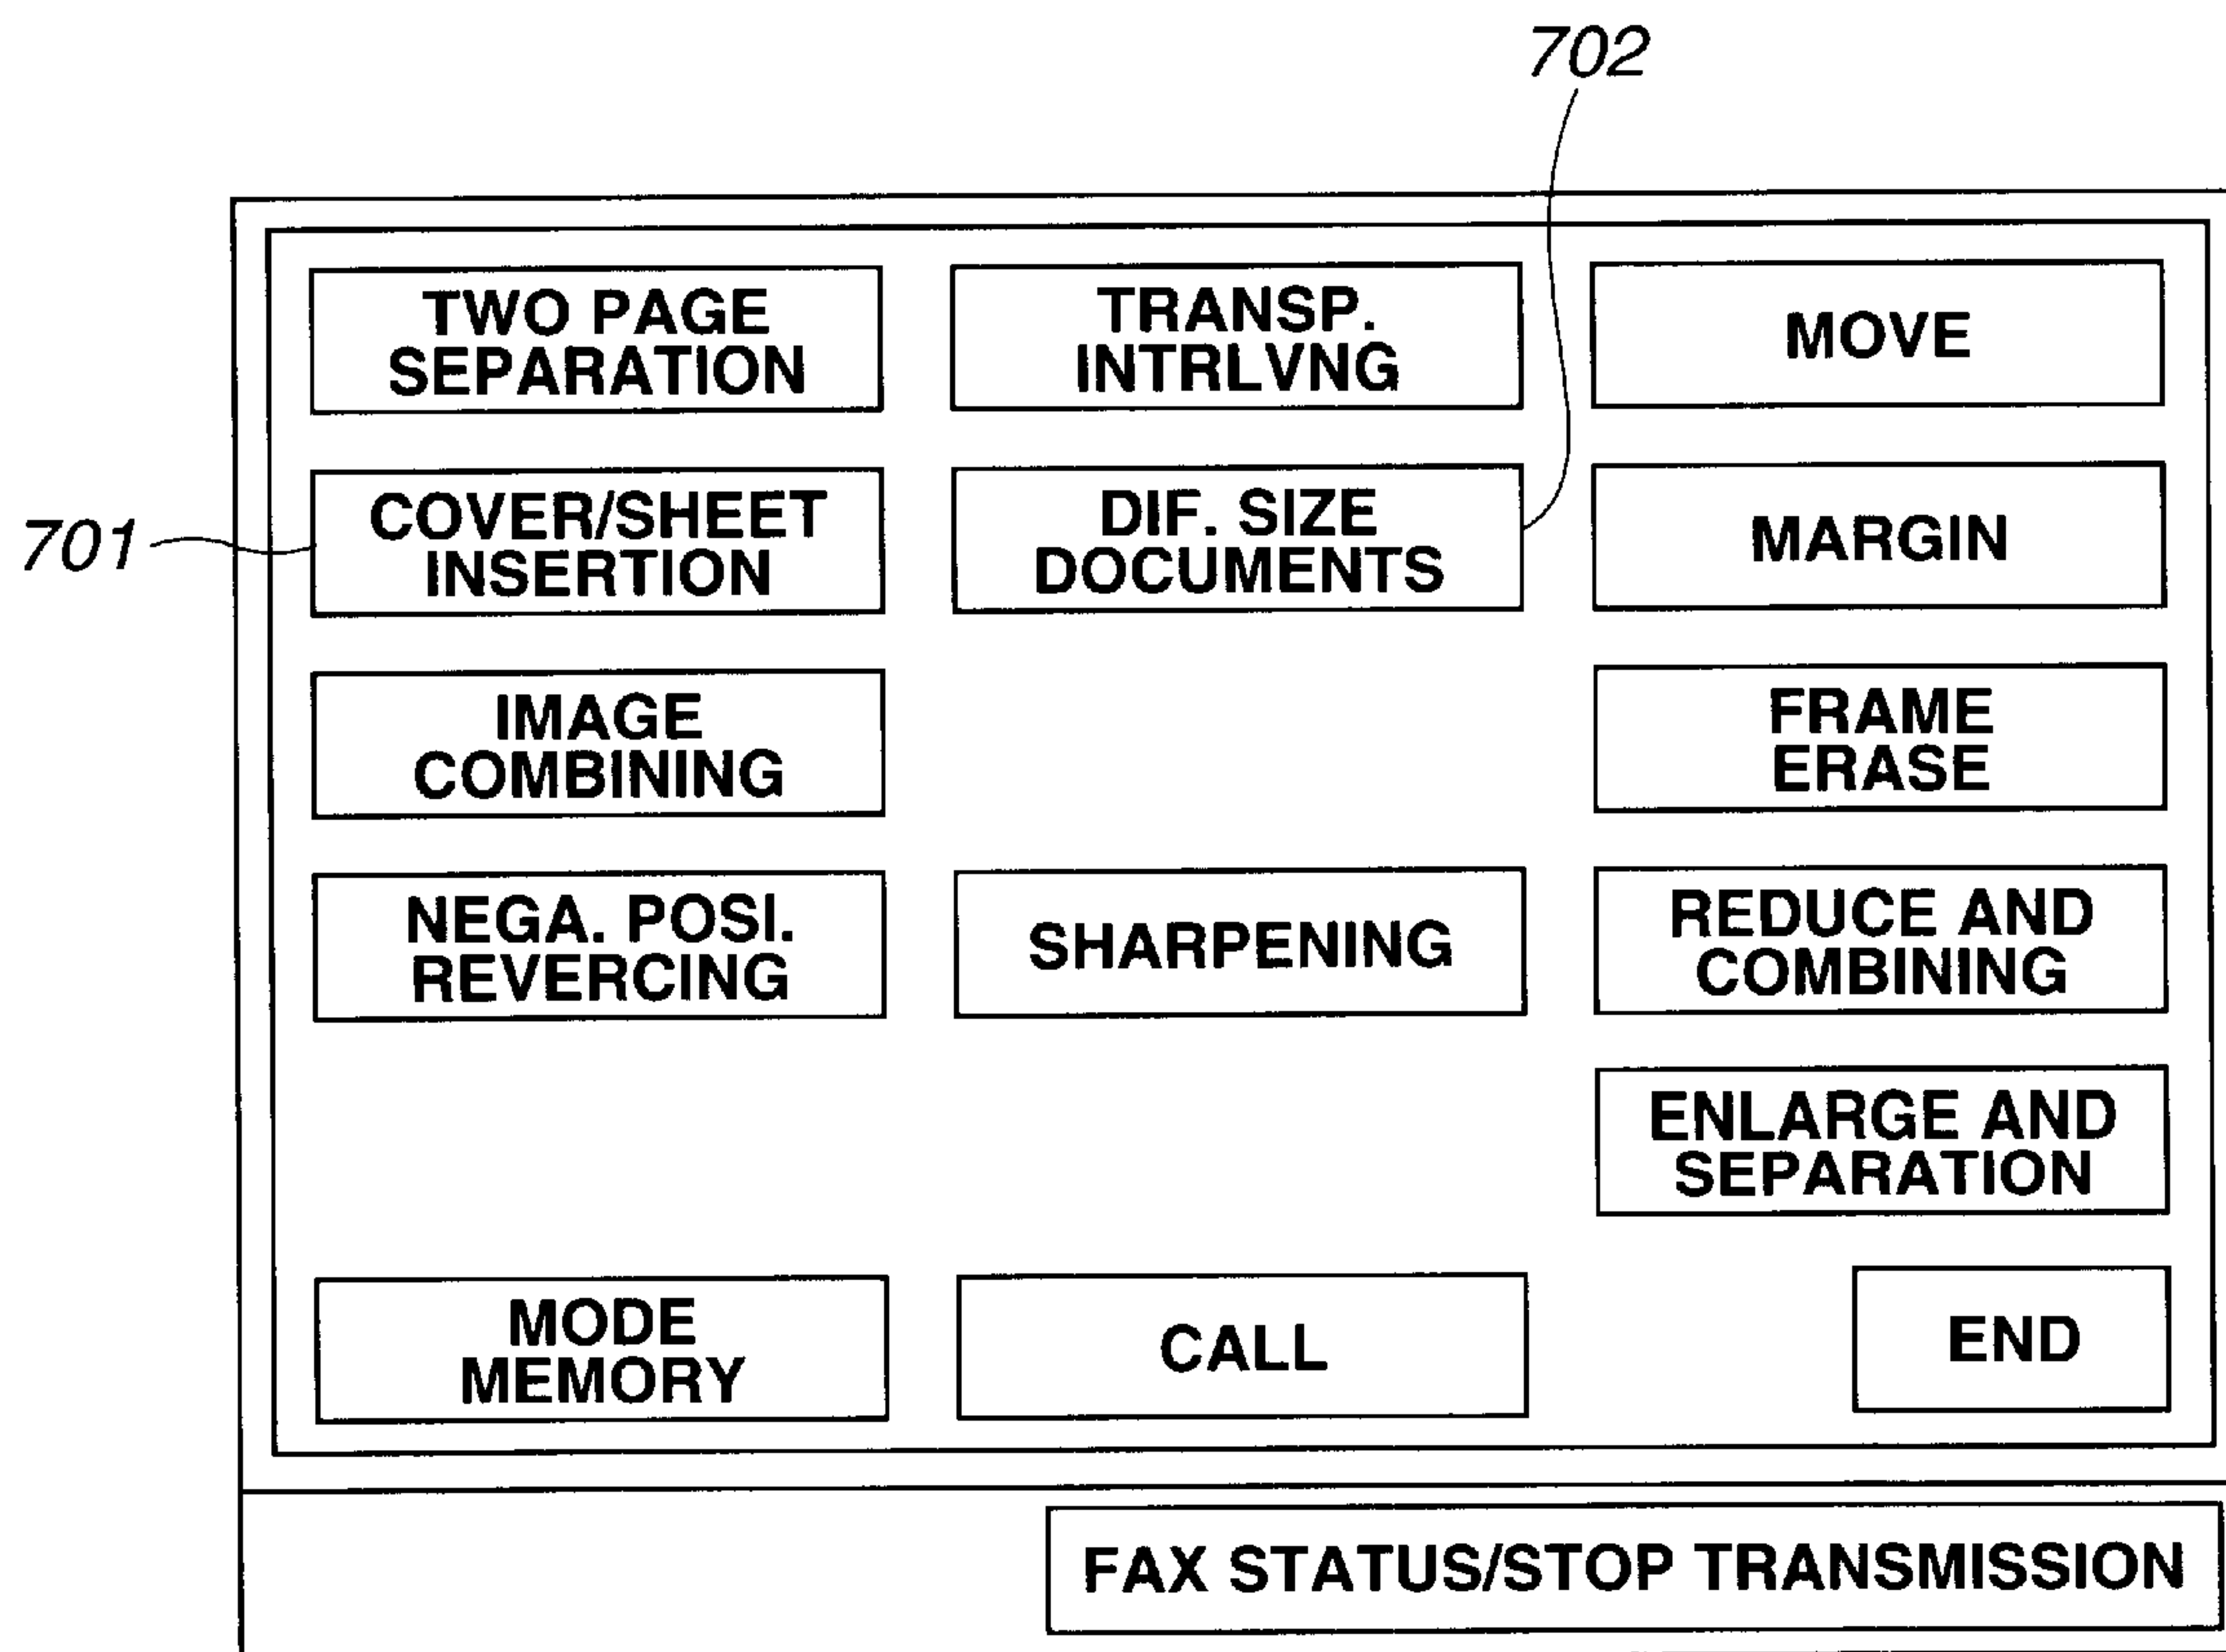 702
TWO PAGE
SEPARATION
TRANSP.
INTRLVNG
MOVE
701
COVER/SHEET
INSERTION
DIF. SIZE
DOCUMENTS
MARGIN
IMAGE
COMBINING
FRAME
ERASE
NEGA. POSI.
REVERCING
SHARPENING
REDUCE AND
COMBINING
ENLARGE AND
SEPARATION
MODE
MEMORY
CALL
END
FAX STATUS/STOP TRANSMISSION